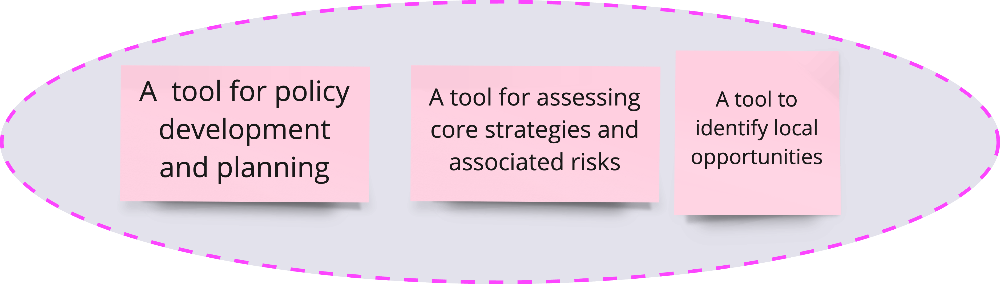 A  tool for policy
development
and planning
A tool for assessing
core strategies and
associated risks
A tool to
identify local
opportunities